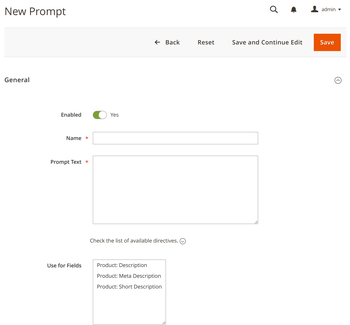 New Prompt
admin
Back Reset Save and Continue Edit Save
General
Enabled Yes
Name *
Prompt Text *
Check the list of available directives.
Use for Fields
Product: Description
Product: Meta Description
Product: Short Description